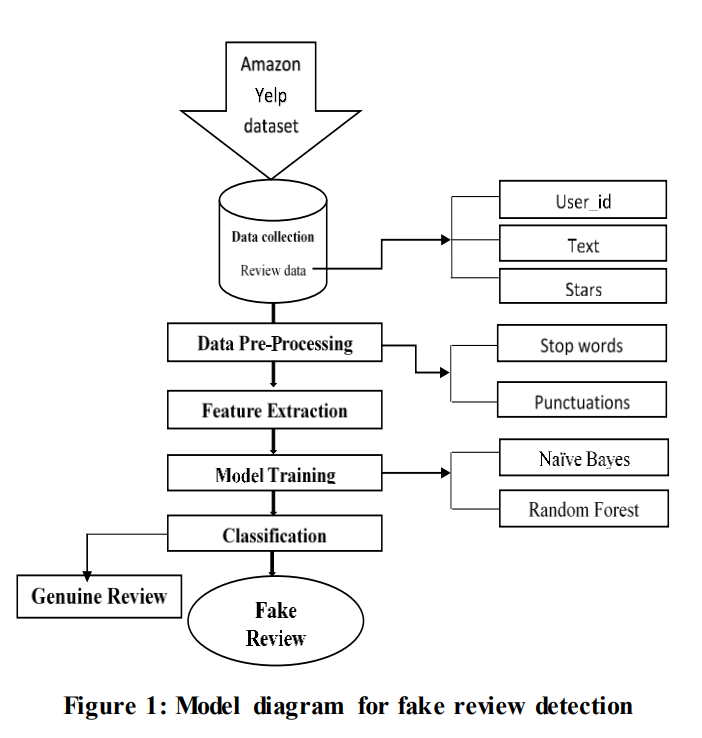 Amazon
Yelp
dataset
Data collection
Review data
User_id
Text
Stars
Data Pre-Processing
Stop words
Punctuations
Feature Extraction
Model Training
Naïve Bayes
Random Forest
Classification
Genuine Review
Fake
Review
Figure 1: Model diagram for fake review detection